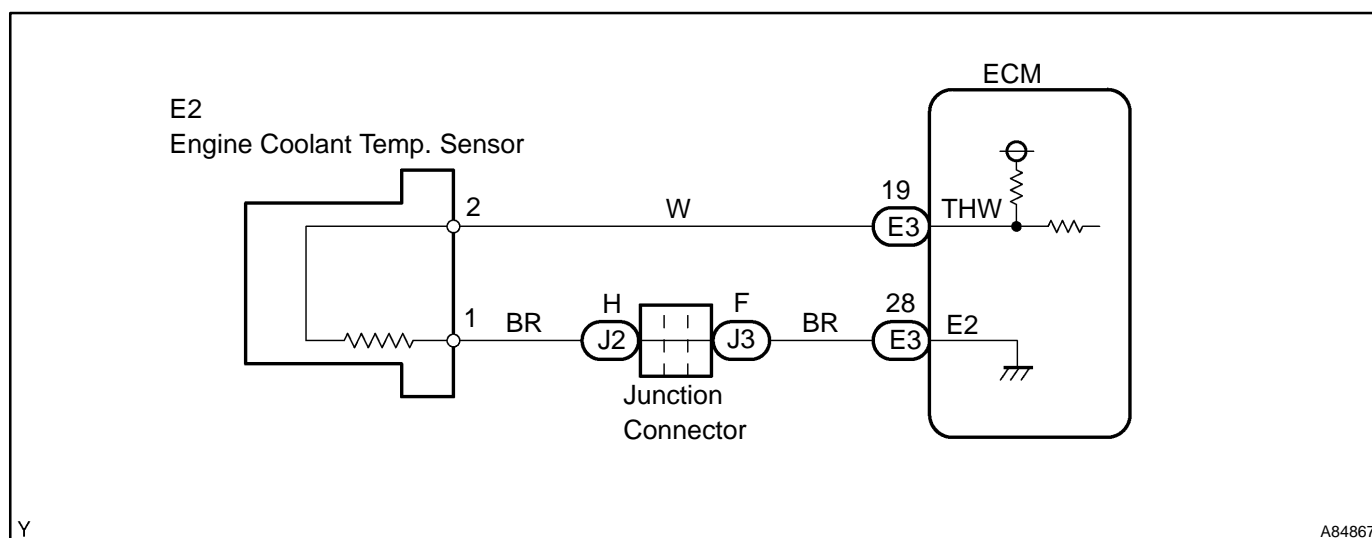 ECM
E2
Engine Coolant Temp. Sensor
2
W
19
E3
THW
1
BR
H
J2
F
J3
BR
28
E3
E2
Junction
Connector
Y
A84867